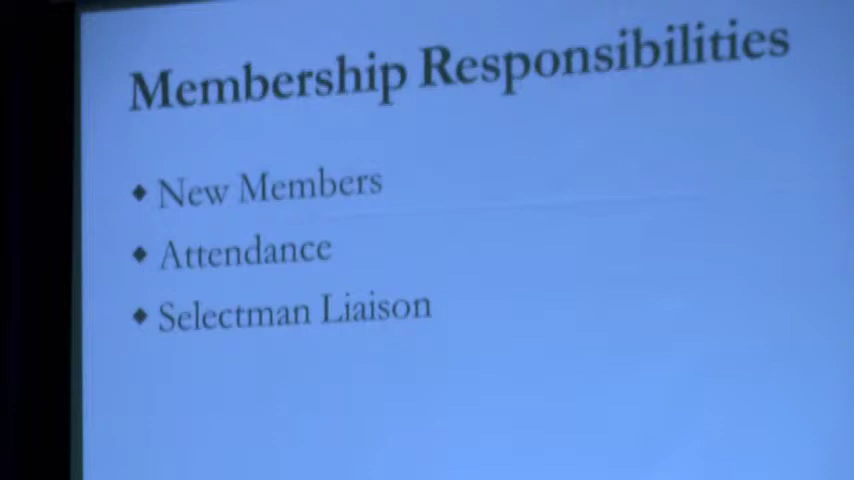 Membership Responsibilities
◆ New Members
◆ Attendance
◆ Selectman Liaison